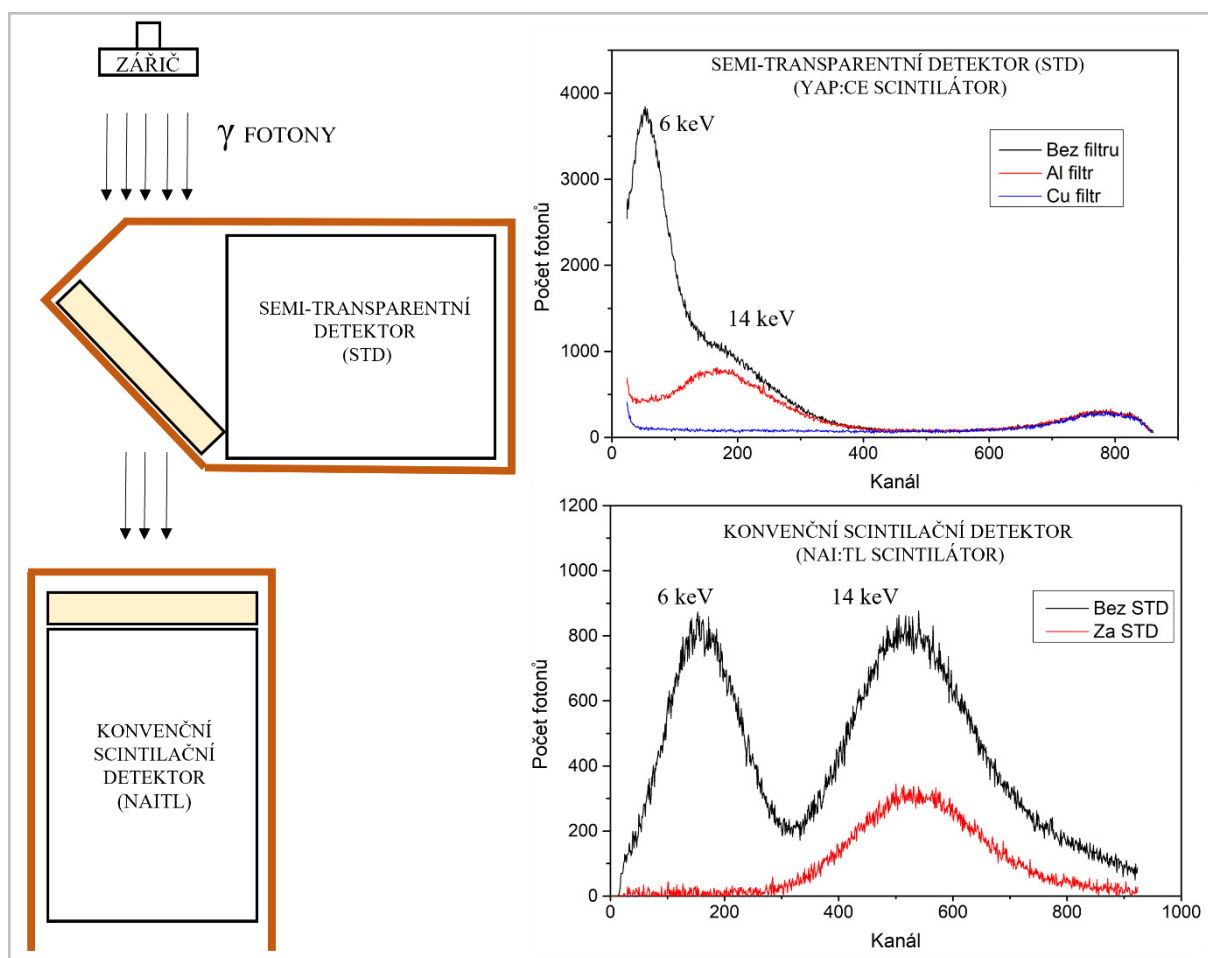 ZÁŘIČ
γ FOTONY
SEMI-TRANSPARENTNÍ
DETEKTOR
(STD)
KONVENČNÍ
SCINTILAČNÍ
DETEKTOR
(NAITL)
SEMI-TRANSPARENTNÍ DETEKTOR (STD)
(YAP:CE SCINTILÁTOR)
6 keV
14 keV
Bez filtru
Al filtr
Cu filtr
Počet fotonů
4000
3000
2000
1000
0
0 200 400 600 800
Kanál
KONVENČNÍ SCINTILAČNÍ DETEKTOR
(NAI:TL SCINTILÁTOR)
6 keV
14 keV
Bez STD
Za STD
Počet fotonů
1200
1000
800
600
400
200
0
0 200 400 600 800 1000
Kanál